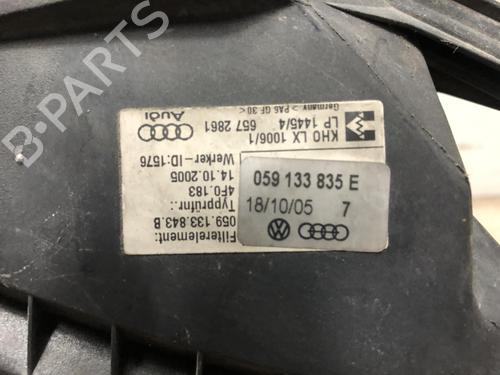 Filterelement:
059.133.843.B
Typprüfnr.:
4F0.183
14.10.2005
Werker-ID:1576
657 2861
Audi
KHO LX 1006/1
LP 1445/4
Germany > PA6 GF 30 <
059 133 835 E
18/10/05 7
B